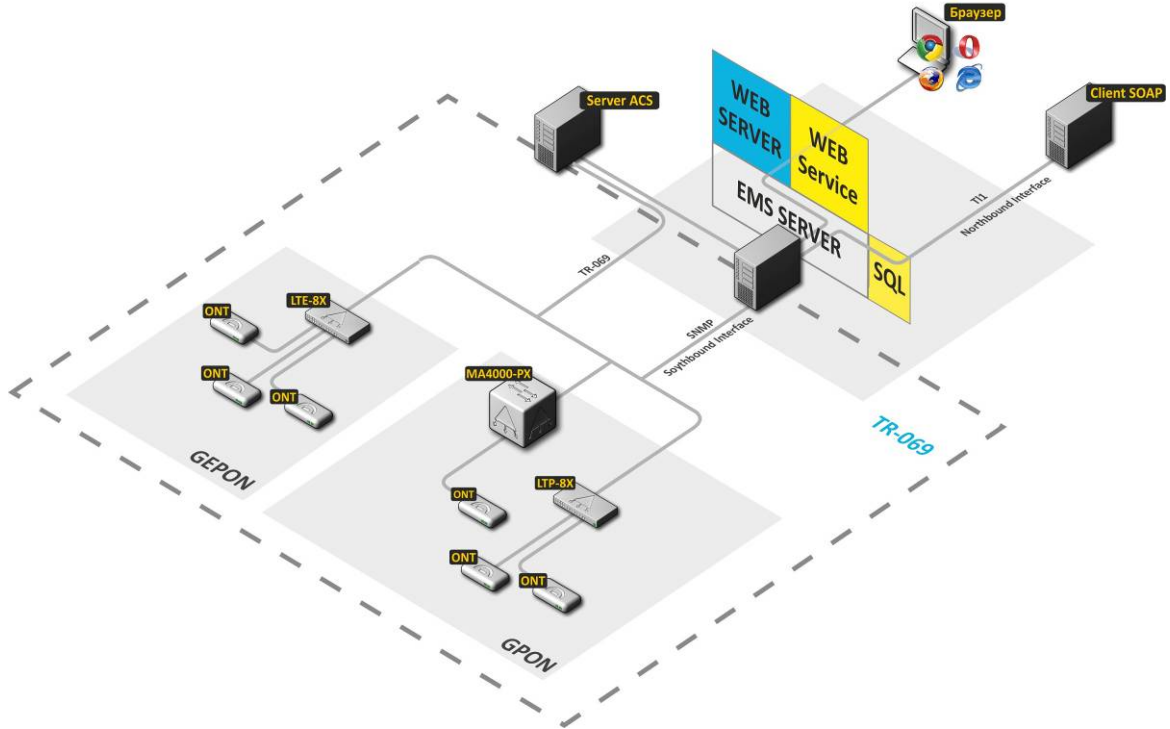 Браузер
Server ACS
Client SOAP
WEB
SERVER
WEB
Service
EMS SERVER
SQL
TI1
Northbound Interface
TR-069
SNMP
Soythbound Interface
LTE-8X
ONT
ONT
ONT
GEPON
MA4000-PX
LTP-8X
ONT
ONT
ONT
GPON
TR-069